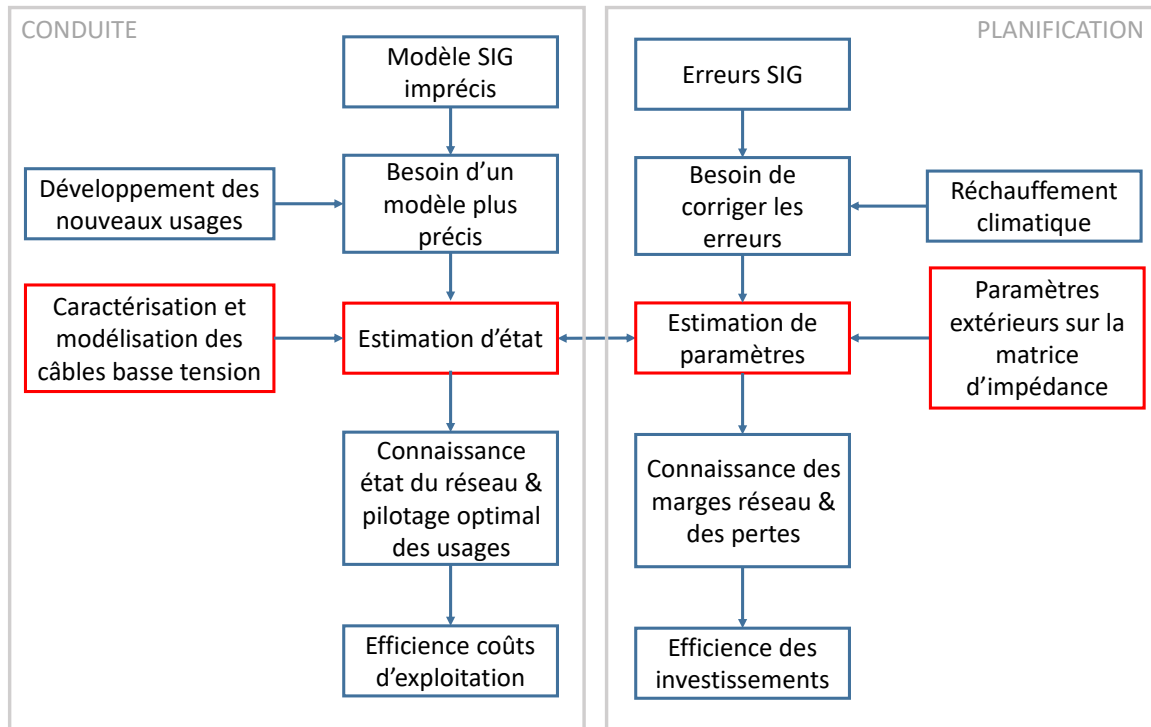 CONDUITE
Modèle SIG
imprécis
Développement des
nouveaux usages
Besoin d’un
modèle plus
précis
Caractérisation et
modélisation des
câbles basse tension
Estimation d’état
Connaissance
état du réseau &
pilotage optimal
des usages
Efficience coûts
d’exploitation
PLANIFICATION
Erreurs SIG
Besoin de
corriger les
erreurs
Réchauffement
climatique
Estimation de
paramètres
Paramètres
extérieurs sur la
matrice
d’impédance
Connaissance des
marges réseau &
des pertes
Efficience des
investissements